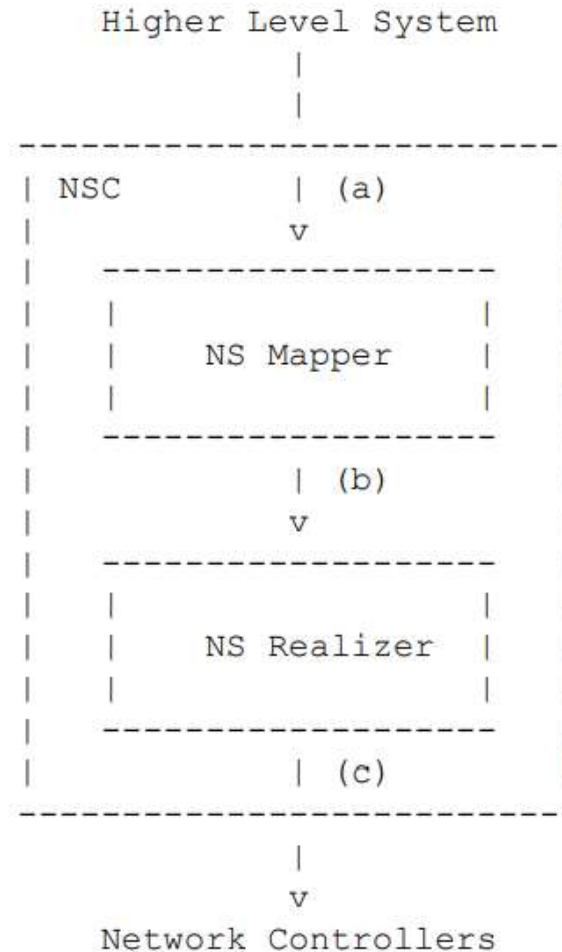 Higher Level System
|
|
---------------------------
| NSC | (a)
| v
| -------------------
| | |
| | NS Mapper |
| | |
| -------------------
| | (b)
| v
| -------------------
| | |
| | NS Realizer |
| | |
| -------------------
| | (c)
---------------------------
|
v
Network Controllers